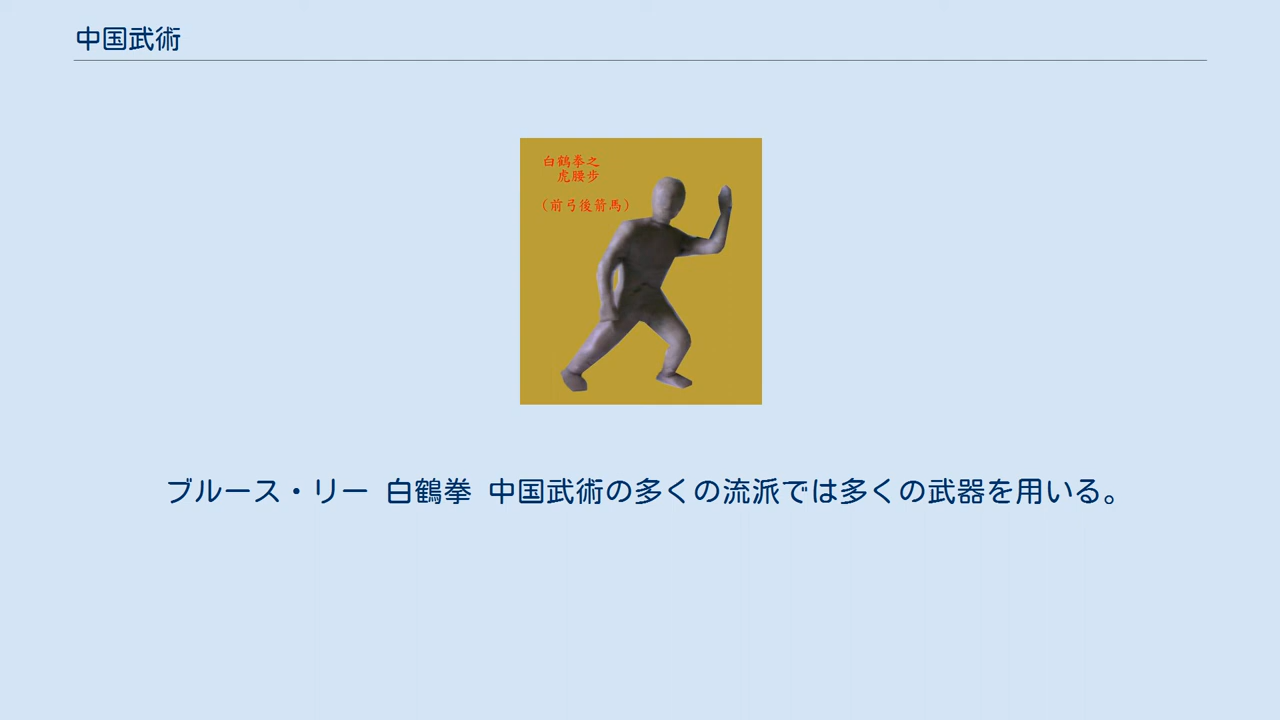 中国武術
白鶴拳之
虎腰步
（前弓後箭馬）
ブルース・リー 白鶴拳 中国武術の多くの流派では多くの武器を用いる。